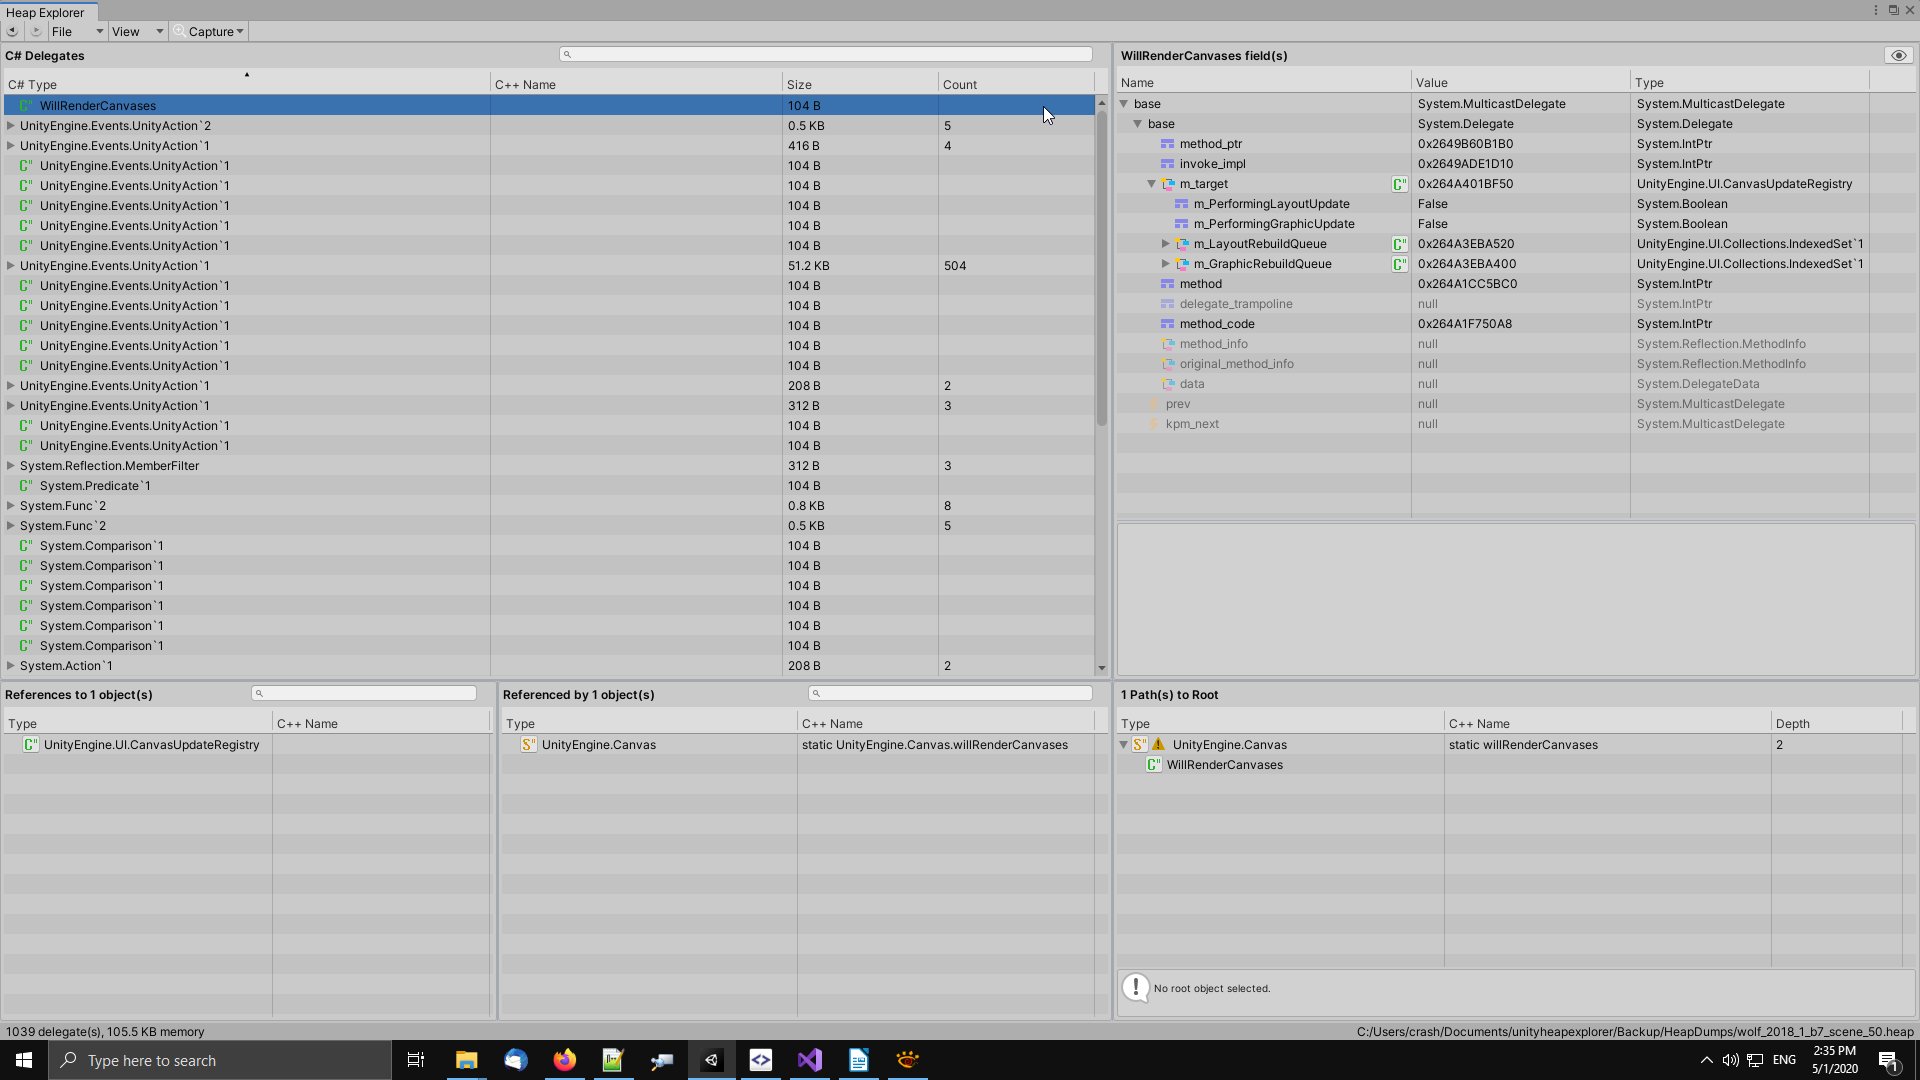 Heap Explorer
File View Capture
C# Delegates
C# Type C++ Name Size Count
WillRenderCanvases 104 B
UnityEngine.Events.UnityAction`2 0.5 KB 5
UnityEngine.Events.UnityAction`1 416 B 4
UnityEngine.Events.UnityAction`1 104 B
UnityEngine.Events.UnityAction`1 104 B
UnityEngine.Events.UnityAction`1 104 B
UnityEngine.Events.UnityAction`1 104 B
UnityEngine.Events.UnityAction`1 104 B
UnityEngine.Events.UnityAction`1 51.2 KB 504
UnityEngine.Events.UnityAction`1 104 B
UnityEngine.Events.UnityAction`1 104 B
UnityEngine.Events.UnityAction`1 104 B
UnityEngine.Events.UnityAction`1 104 B
UnityEngine.Events.UnityAction`1 104 B
UnityEngine.Events.UnityAction`1 208 B 2
UnityEngine.Events.UnityAction`1 312 B 3
UnityEngine.Events.UnityAction`1 104 B
UnityEngine.Events.UnityAction`1 104 B
System.Reflection.MemberFilter 312 B 3
System.Predicate`1 104 B
System.Func`2 0.8 KB 8
System.Func`2 0.5 KB 5
System.Comparison`1 104 B
System.Comparison`1 104 B
System.Comparison`1 104 B
System.Comparison`1 104 B
System.Comparison`1 104 B
System.Comparison`1 104 B
System.Action`1 208 B 2
WillRenderCanvases field(s)
Name Value Type
base System.MulticastDelegate System.MulticastDelegate
base System.Delegate System.Delegate
method_ptr 0x2649B60B1B0 System.IntPtr
invoke_impl 0x2649ADE1D10 System.IntPtr
m_target C# 0x264A401BF50 UnityEngine.UI.CanvasUpdateRegistry
m_PerformingLayoutUpdate False System.Boolean
m_PerformingGraphicUpdate False System.Boolean
m_LayoutRebuildQueue C# 0x264A3EBA520 UnityEngine.UI.Collections.IndexedSet`1
m_GraphicRebuildQueue C# 0x264A3EBA400 UnityEngine.UI.Collections.IndexedSet`1
method 0x264A1CC5BC0 System.IntPtr
delegate_trampoline null System.IntPtr
method_code 0x264A1F750A8 System.IntPtr
method_info null System.Reflection.MethodInfo
original_method_info null System.Reflection.MethodInfo
data null System.DelegateData
prev null System.MulticastDelegate
kpm_next null System.MulticastDelegate
References to 1 object(s)
Type C++ Name
UnityEngine.UI.CanvasUpdateRegistry
Referenced by 1 object(s)
Type C++ Name
UnityEngine.Canvas static UnityEngine.Canvas.willRenderCanvases
1 Path(s) to Root
Type C++ Name Depth
UnityEngine.Canvas static willRenderCanvases 2
WillRenderCanvases
No root object selected.
1039 delegate(s), 105.5 KB memory
C:/Users/crash/Documents/unityheapexplorer/Backup/HeapDumps/wolf_2018_1_b7_scene_50.heap
Type here to search
ENG
2:35 PM
5/1/2020
1